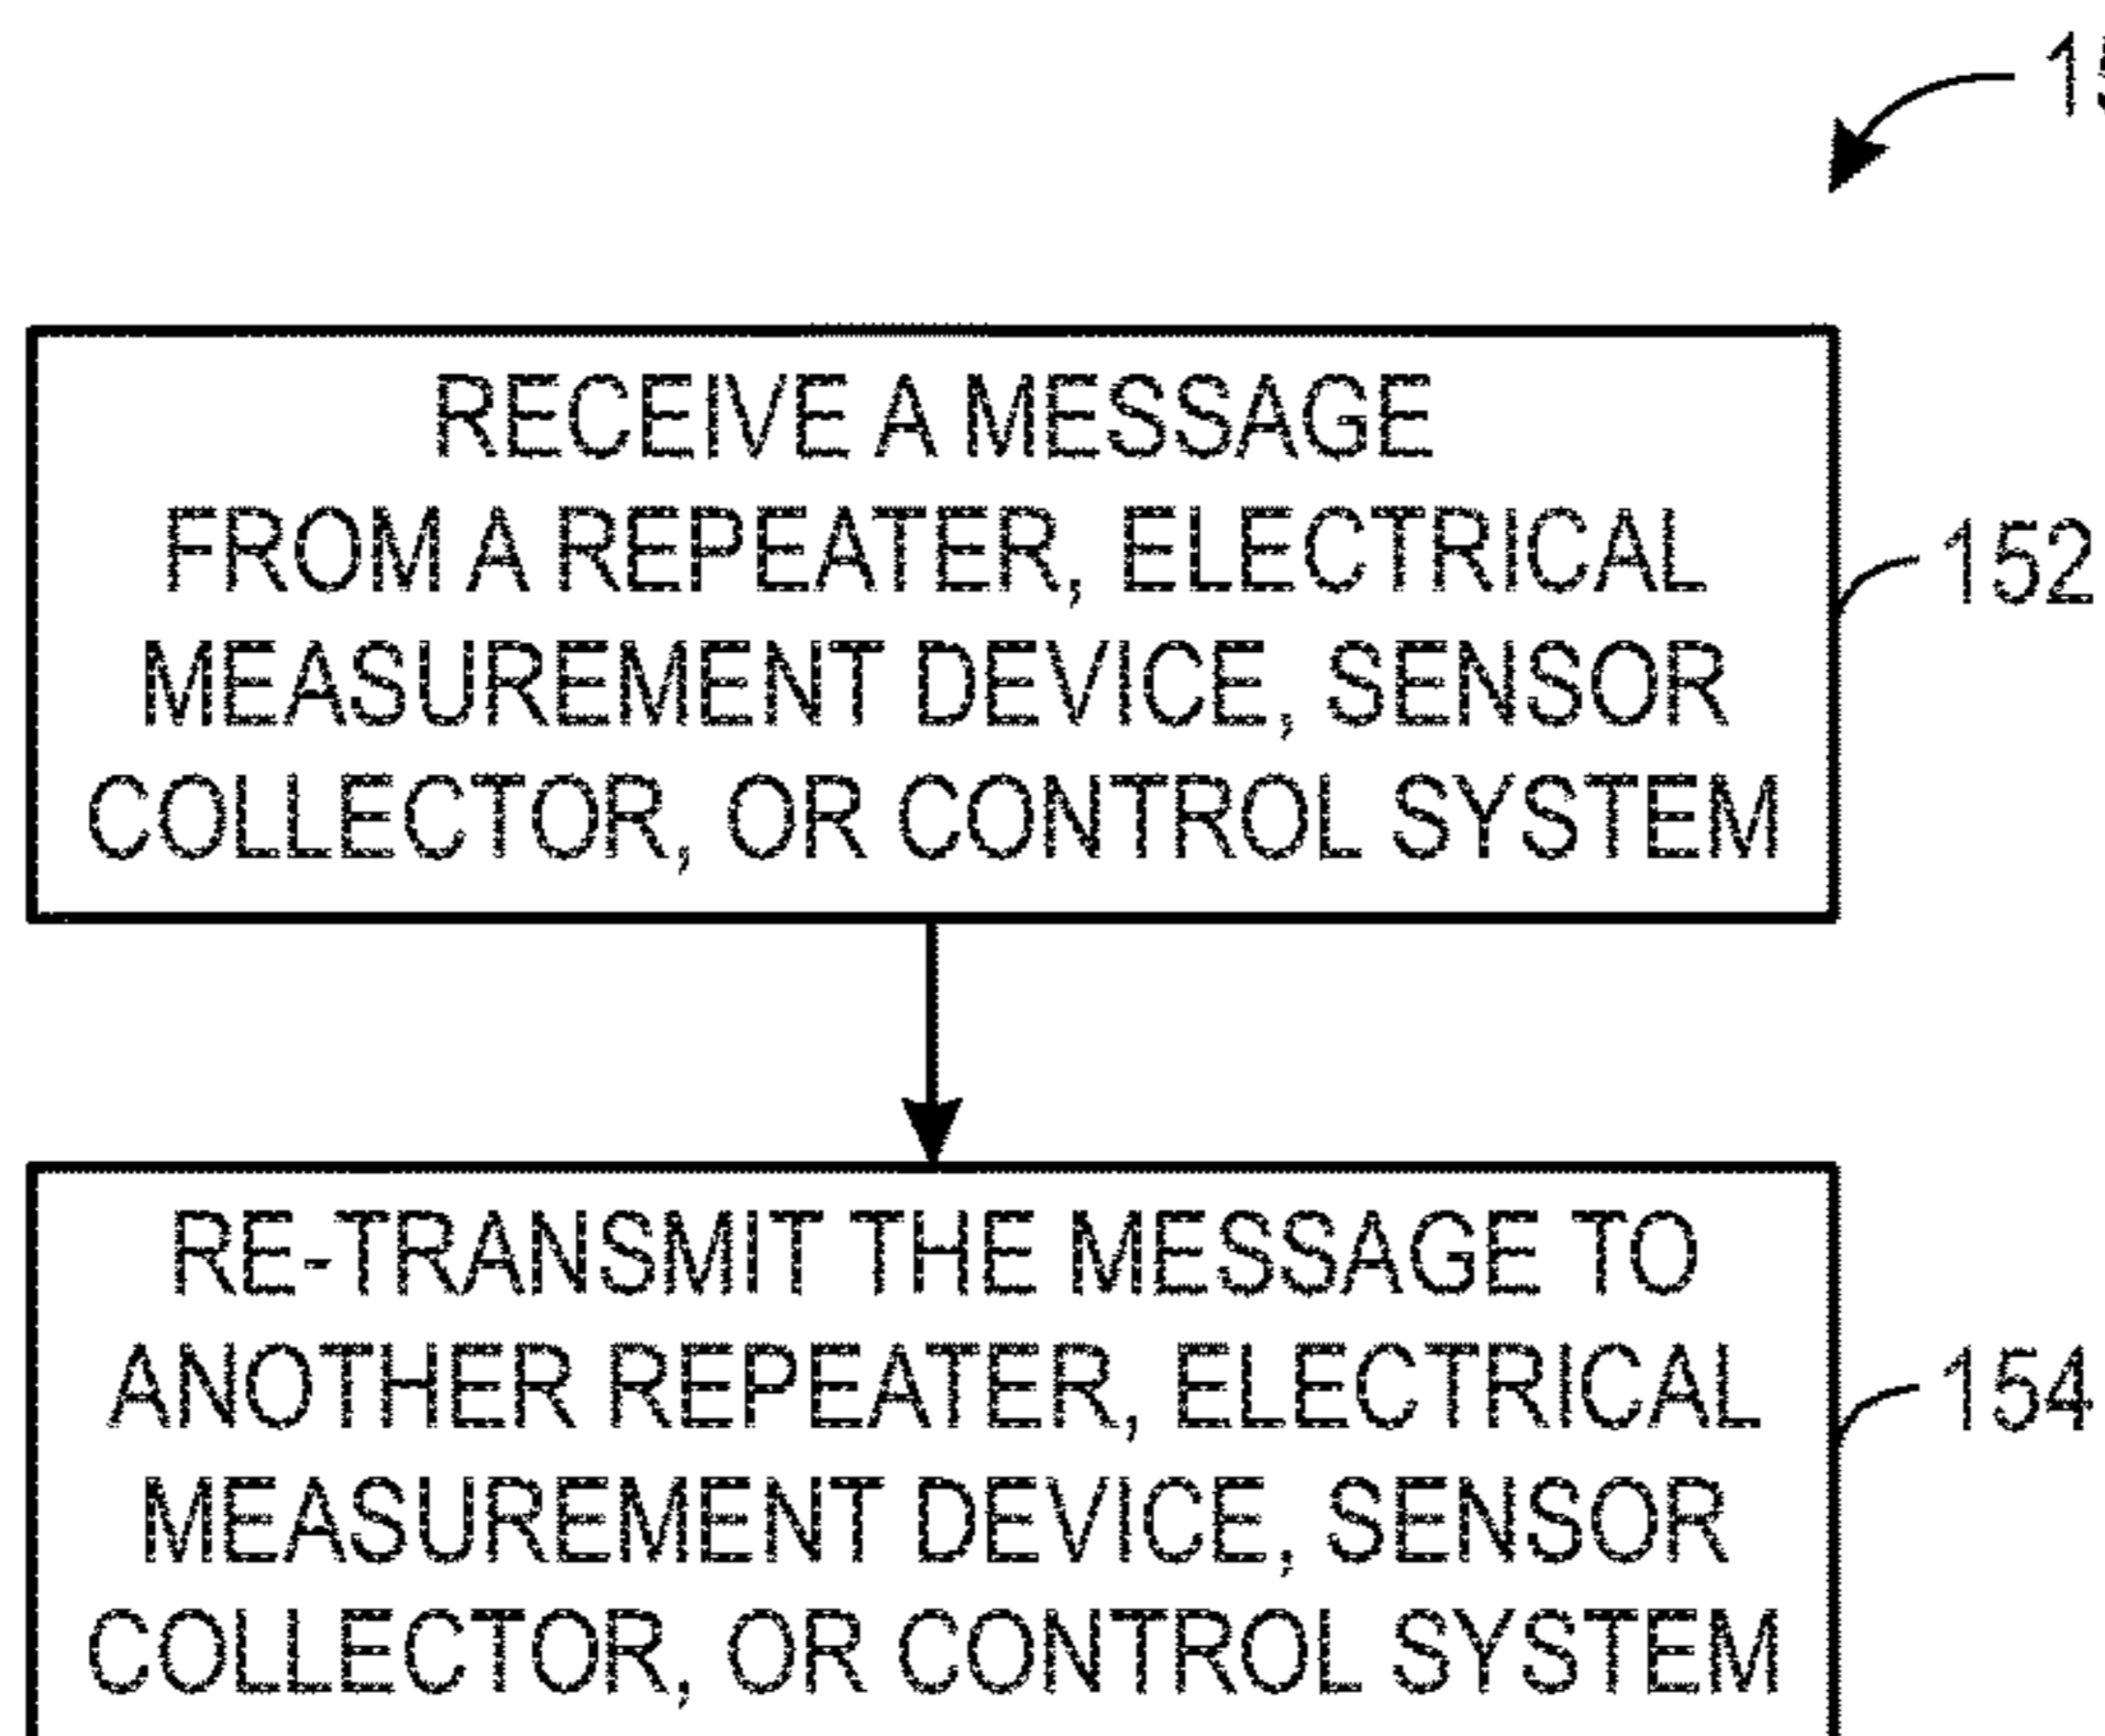 RECEIVE A MESSAGE
FROM A REPEATER, ELECTRICAL
MEASUREMENT DEVICE, SENSOR
COLLECTOR, OR CONTROL SYSTEM
152
RE-TRANSMIT THE MESSAGE TO
ANOTHER REPEATER, ELECTRICAL
MEASUREMENT DEVICE, SENSOR
COLLECTOR, OR CONTROL SYSTEM
154